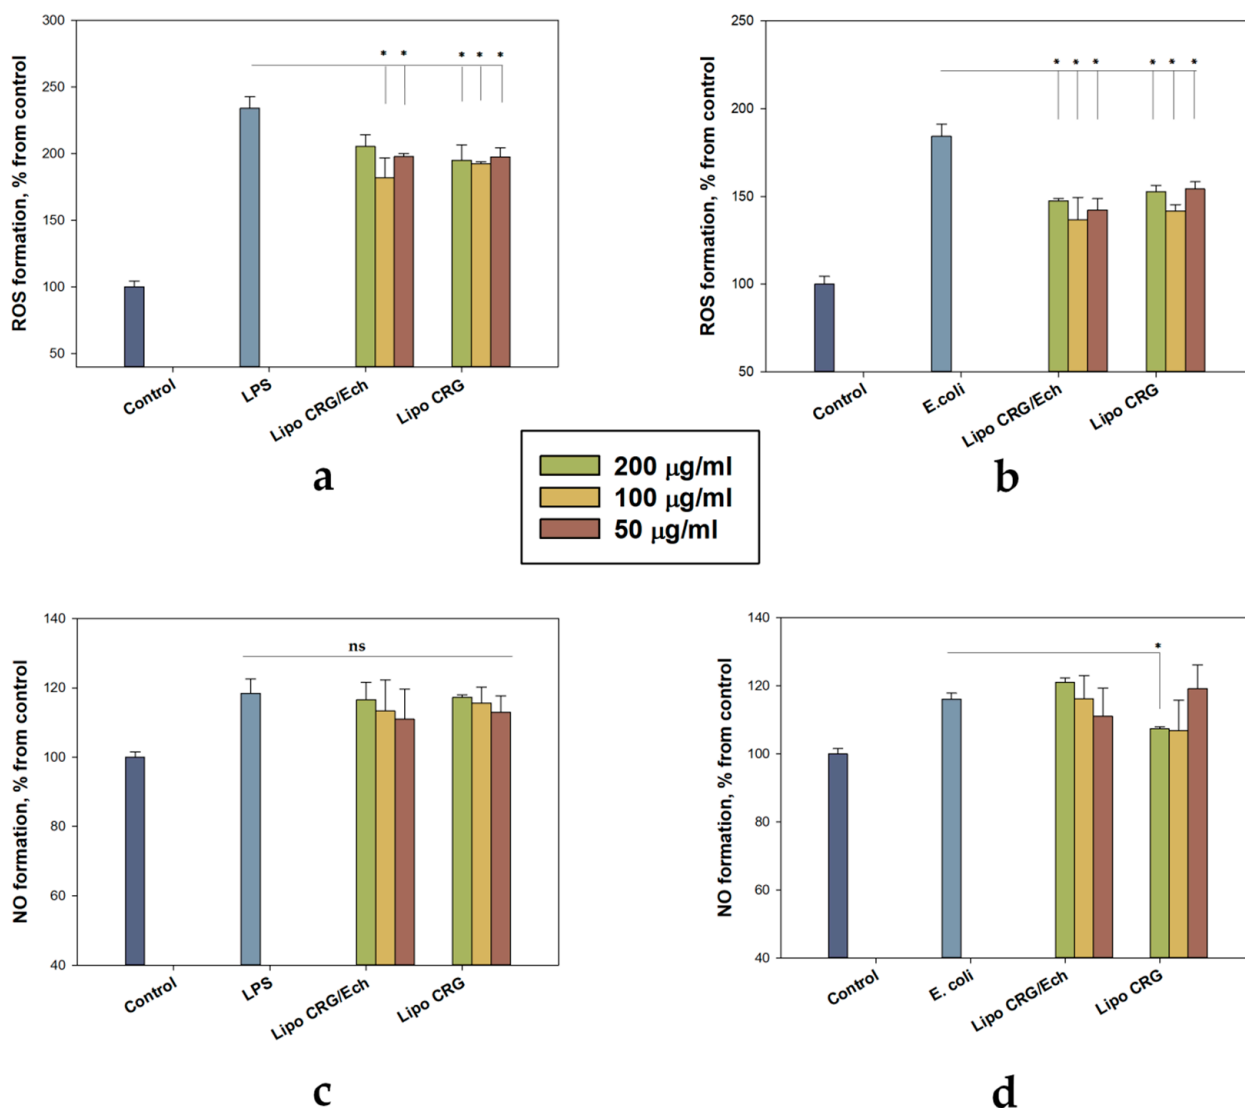 ROS formation, % from control
300
250
200
150
100
50
* * * * *
Control
LPS
Lipo CRG/Ech
Lipo CRG
a
ROS formation, % from control
250
200
150
100
50
* * * * * *
Control
E.coli
Lipo CRG/Ech
Lipo CRG
b
200 μg/ml
100 μg/ml
50 μg/ml
NO formation, % from control
140
120
100
80
60
40
ns
Control
LPS
Lipo CRG/Ech
Lipo CRG
c
NO formation, % from control
140
120
100
80
60
40
*
Control
E. coli
Lipo CRG/Ech
Lipo CRG
d